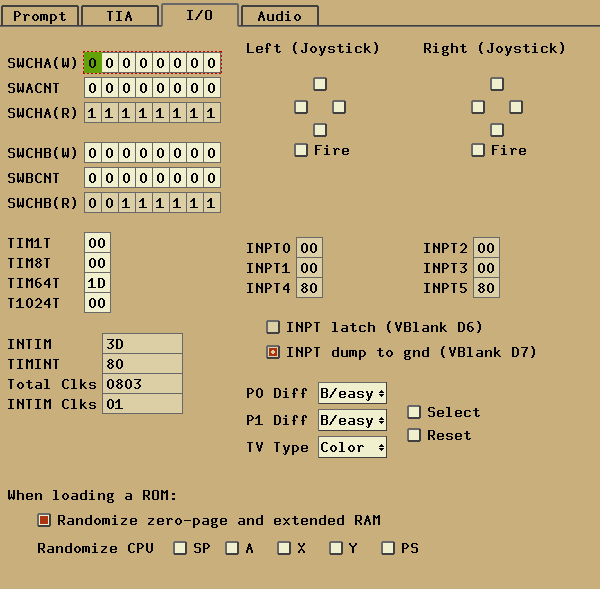 Prompt TIA I/O Audio
Left (Joystick) Right (Joystick)
SWCHA(W) 0 0 0 0 0 0 0 0
SWACNT 0 0 0 0 0 0 0 0
SWCHA(R) 1 1 1 1 1 1 1 1
Fire Fire
SWCHB(W) 0 0 0 0 0 0 0 0
SWBCNT 0 0 0 0 0 0 0 0
SWCHB(R) 0 0 1 1 1 1 1 1
TIM1T 00
INPT0 00 INPT2 00
TIM8T 00
INPT1 00 INPT3 00
TIM64T 1D
INPT4 80 INPT5 80
T1024T 00
INPT latch (VBlank D6)
INTIM 3D
INPT dump to gnd (VBlank D7)
TIMINT 80
Total Clks 0803
P0 Diff B/easy
INTIM Clks 01
Select
P1 Diff B/easy
Reset
TV Type Color
When loading a ROM:
Randomize zero-page and extended RAM
Randomize CPU SP A X Y PS